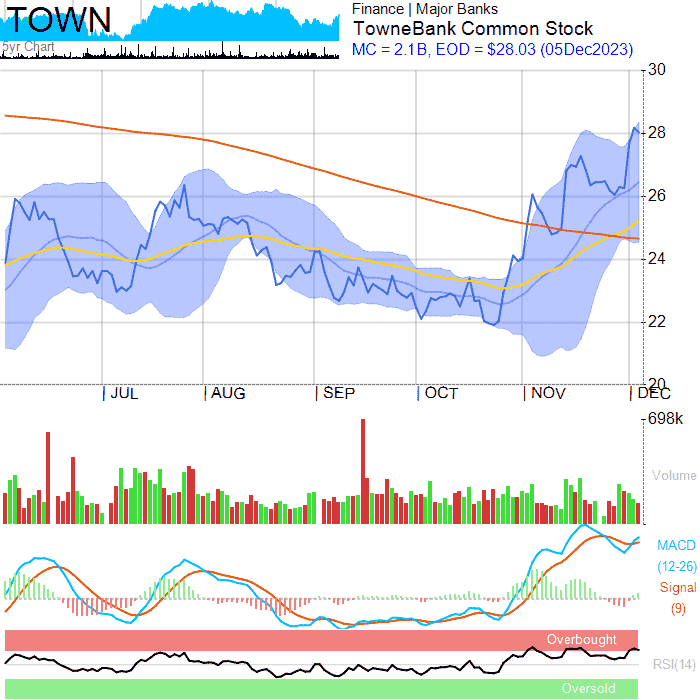 TOWN
5yr Chart
Finance | Major Banks
TowneBank Common Stock
MC = 2.1B, EOD = $28.03 (05Dec2023)
30
28
26
24
22
20
JUL
AUG
SEP
OCT
NOV
DEC
698k
Volume
MACD
(12-26)
Signal
(9)
Overbought
RSI(14)
Oversold